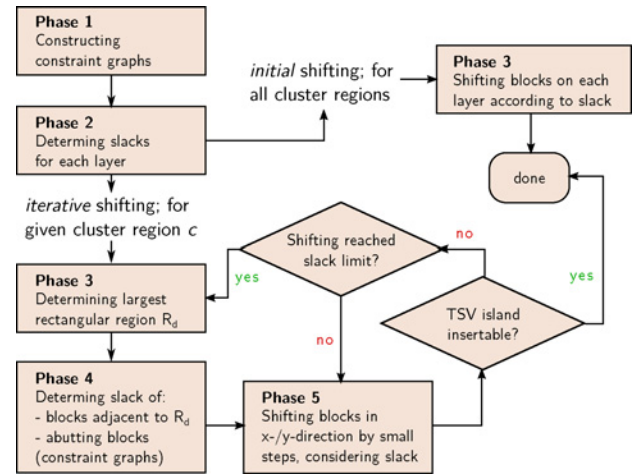 Phase 1
Constructing
constraint graphs
Phase 2
Determing slacks
for each layer
initial shifting; for
all cluster regions
Phase 3
Shifting blocks on each
layer according to slack
done
iterative shifting; for
given cluster region c
Phase 3
Determining largest
rectangular region Rd
Phase 4
Determing slack of:
- blocks adjacent to Rd
- abutting blocks
(constraint graphs)
Phase 5
Shifting blocks in
x-/y-direction by small
steps, considering slack
Shifting reached
slack limit?
yes
no
no
TSV island
insertable?
yes